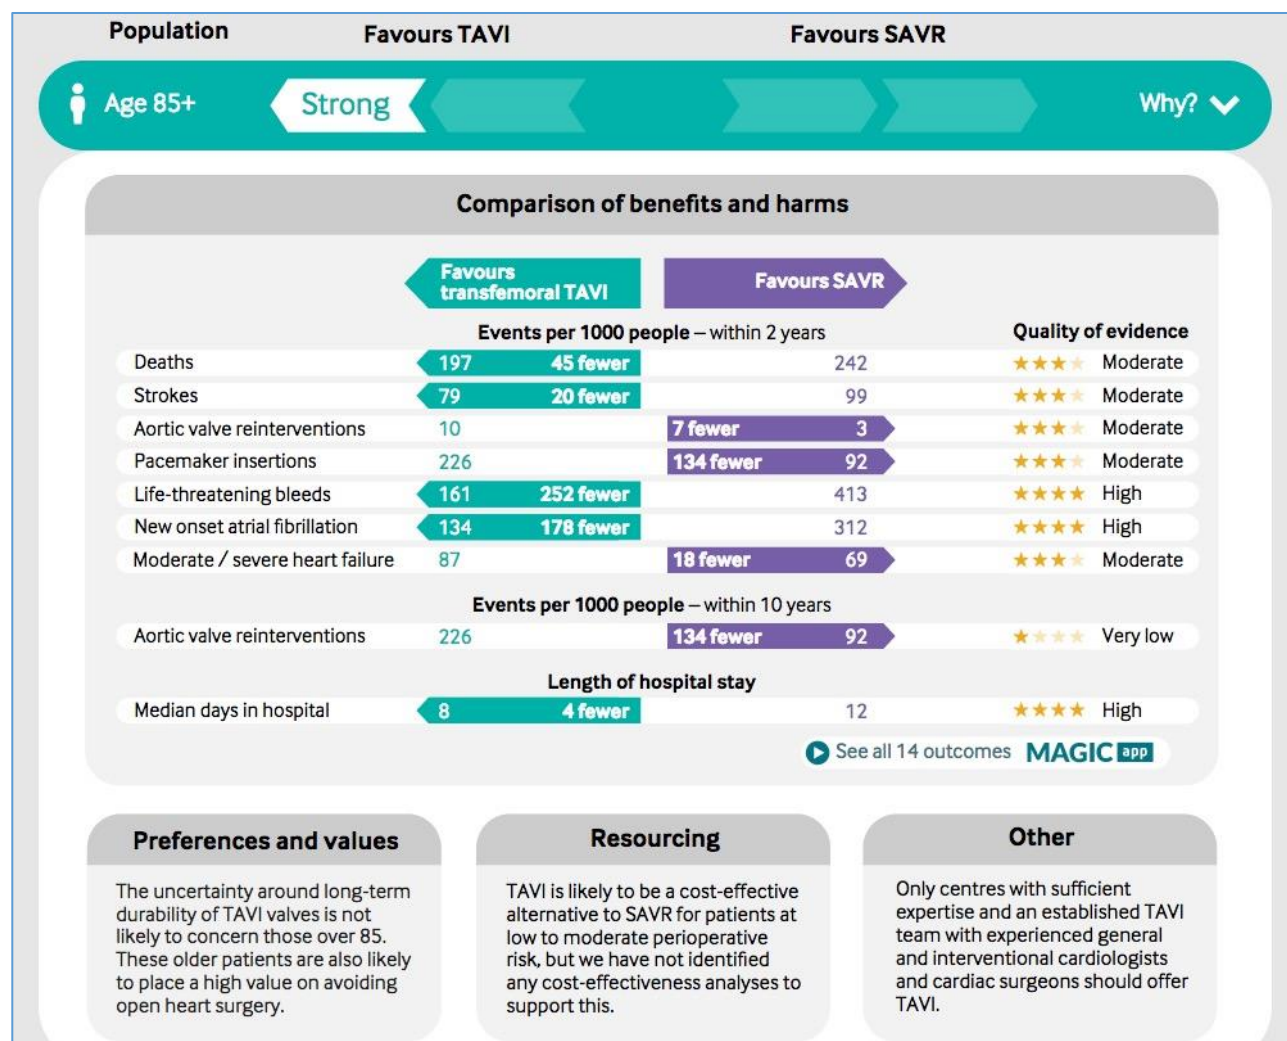 Population Favours TAVI Favours SAVR
Age 85+ Strong Why?
Comparison of benefits and harms
Favours
transfemoral TAVI
Favours SAVR
Events per 1000 people – within 2 years Quality of evidence
Deaths 197 45 fewer 242 Moderate
Strokes 79 20 fewer 99 Moderate
Aortic valve reinterventions 10 7 fewer 3 Moderate
Pacemaker insertions 226 134 fewer 92 Moderate
Life-threatening bleeds 161 252 fewer 413 High
New onset atrial fibrillation 134 178 fewer 312 High
Moderate / severe heart failure 87 18 fewer 69 Moderate
Events per 1000 people – within 10 years
Aortic valve reinterventions 226 134 fewer 92 Very low
Length of hospital stay
Median days in hospital 8 4 fewer 12 High
See all 14 outcomes MAGIC app
Preferences and values
The uncertainty around long-term
durability of TAVI valves is not
likely to concern those over 85.
These older patients are also likely
to place a high value on avoiding
open heart surgery.
Resourcing
TAVI is likely to be a cost-effective
alternative to SAVR for patients at
low to moderate perioperative
risk, but we have not identified
any cost-effectiveness analyses to
support this.
Other
Only centres with sufficient
expertise and an established TAVI
team with experienced general
and interventional cardiologists
and cardiac surgeons should offer
TAVI.